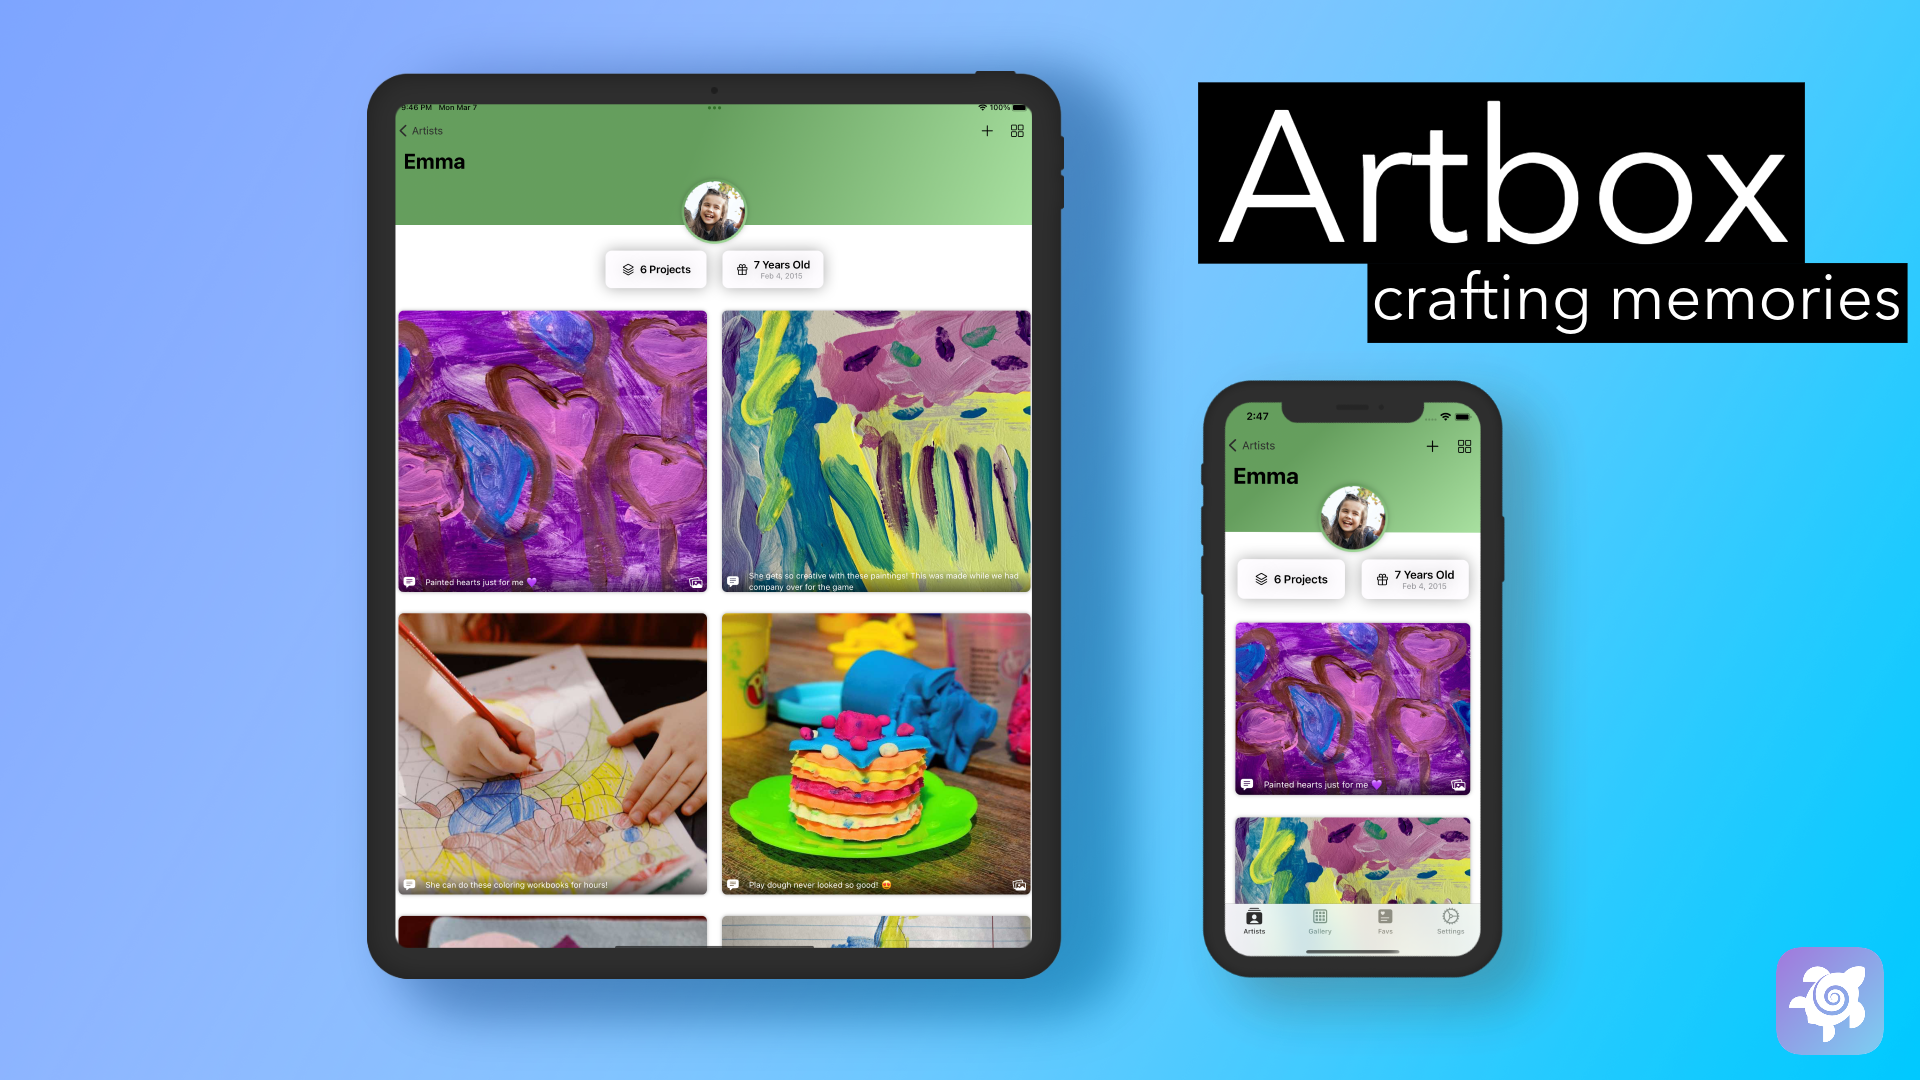 9:46 PM Mon Mar 7
100%
Artists
Emma
6 Projects
7 Years Old
Feb 4, 2015
Painted hearts just for me 💜
She gets so creative with these paintings! This was made while we had
company over for the game
She can do these coloring workbooks for hours!
Play dough never looked so good! 😍
Artbox
crafting memories
2:47
Artists
Emma
6 Projects
7 Years Old
Feb 4, 2015
Painted hearts just for me 💜
Artists
Gallery
Favs
Settings